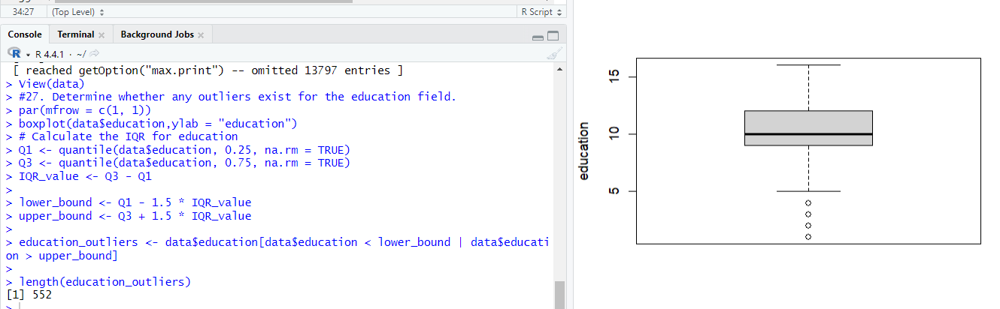 34:27 (Top Level) R Script
Console Terminal Background Jobs
R 4.4.1 · ~/
[ reached getOption("max.print") -- omitted 13797 entries ]
> View(data)
> #27. Determine whether any outliers exist for the education field.
> par(mfrow = c(1, 1))
> boxplot(data$education,ylab = "education")
> # Calculate the IQR for education
> Q1 <- quantile(data$education, 0.25, na.rm = TRUE)
> Q3 <- quantile(data$education, 0.75, na.rm = TRUE)
> IQR_value <- Q3 - Q1
>
> lower_bound <- Q1 - 1.5 * IQR_value
> upper_bound <- Q3 + 1.5 * IQR_value
>
> education_outliers <- data$education[data$education < lower_bound | data$educati
on > upper_bound]
>
> length(education_outliers)
[1] 552
>
education
15
10
5